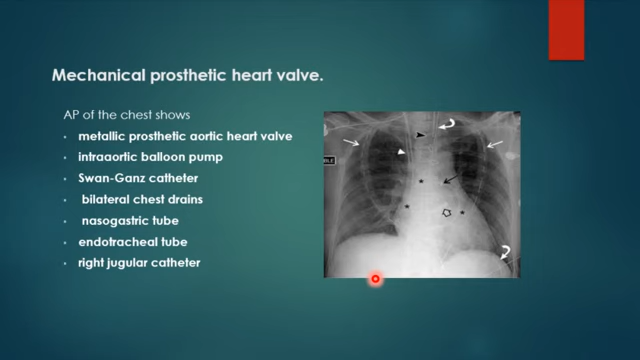 Mechanical prosthetic heart valve.
AP of the chest shows
metallic prosthetic aortic heart valve
intraaortic balloon pump
Swan-Ganz catheter
bilateral chest drains
nasogastric tube
endotracheal tube
right jugular catheter